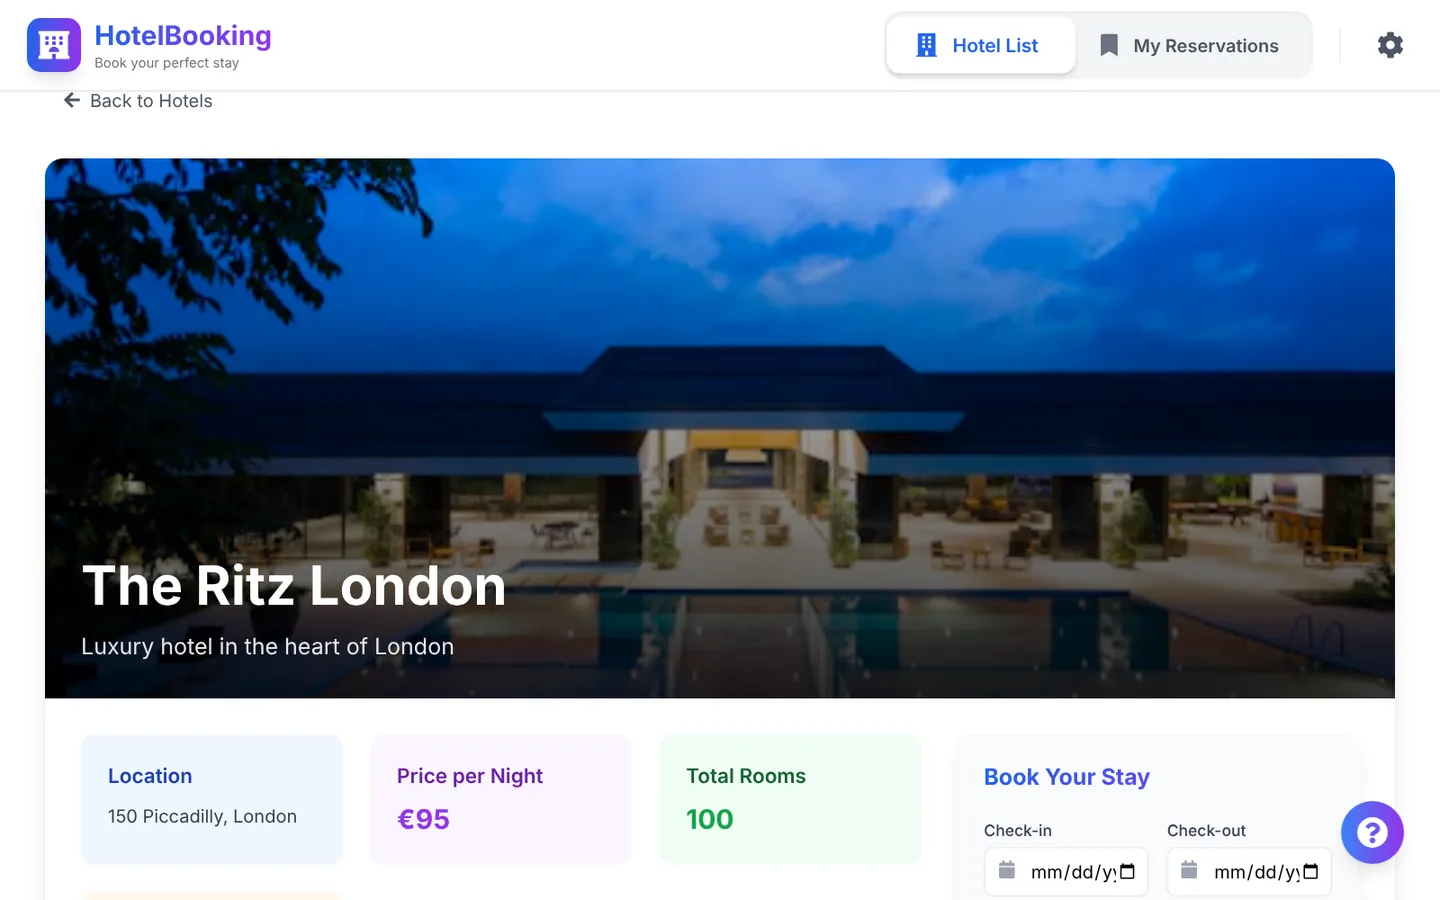 HotelBooking
Book your perfect stay
Hotel List
My Reservations
Back to Hotels
The Ritz London
Luxury hotel in the heart of London
Location
150 Piccadilly, London
Price per Night
€95
Total Rooms
100
Book Your Stay
Check-in
Check-out
mm/dd/yy
mm/dd/yy
?